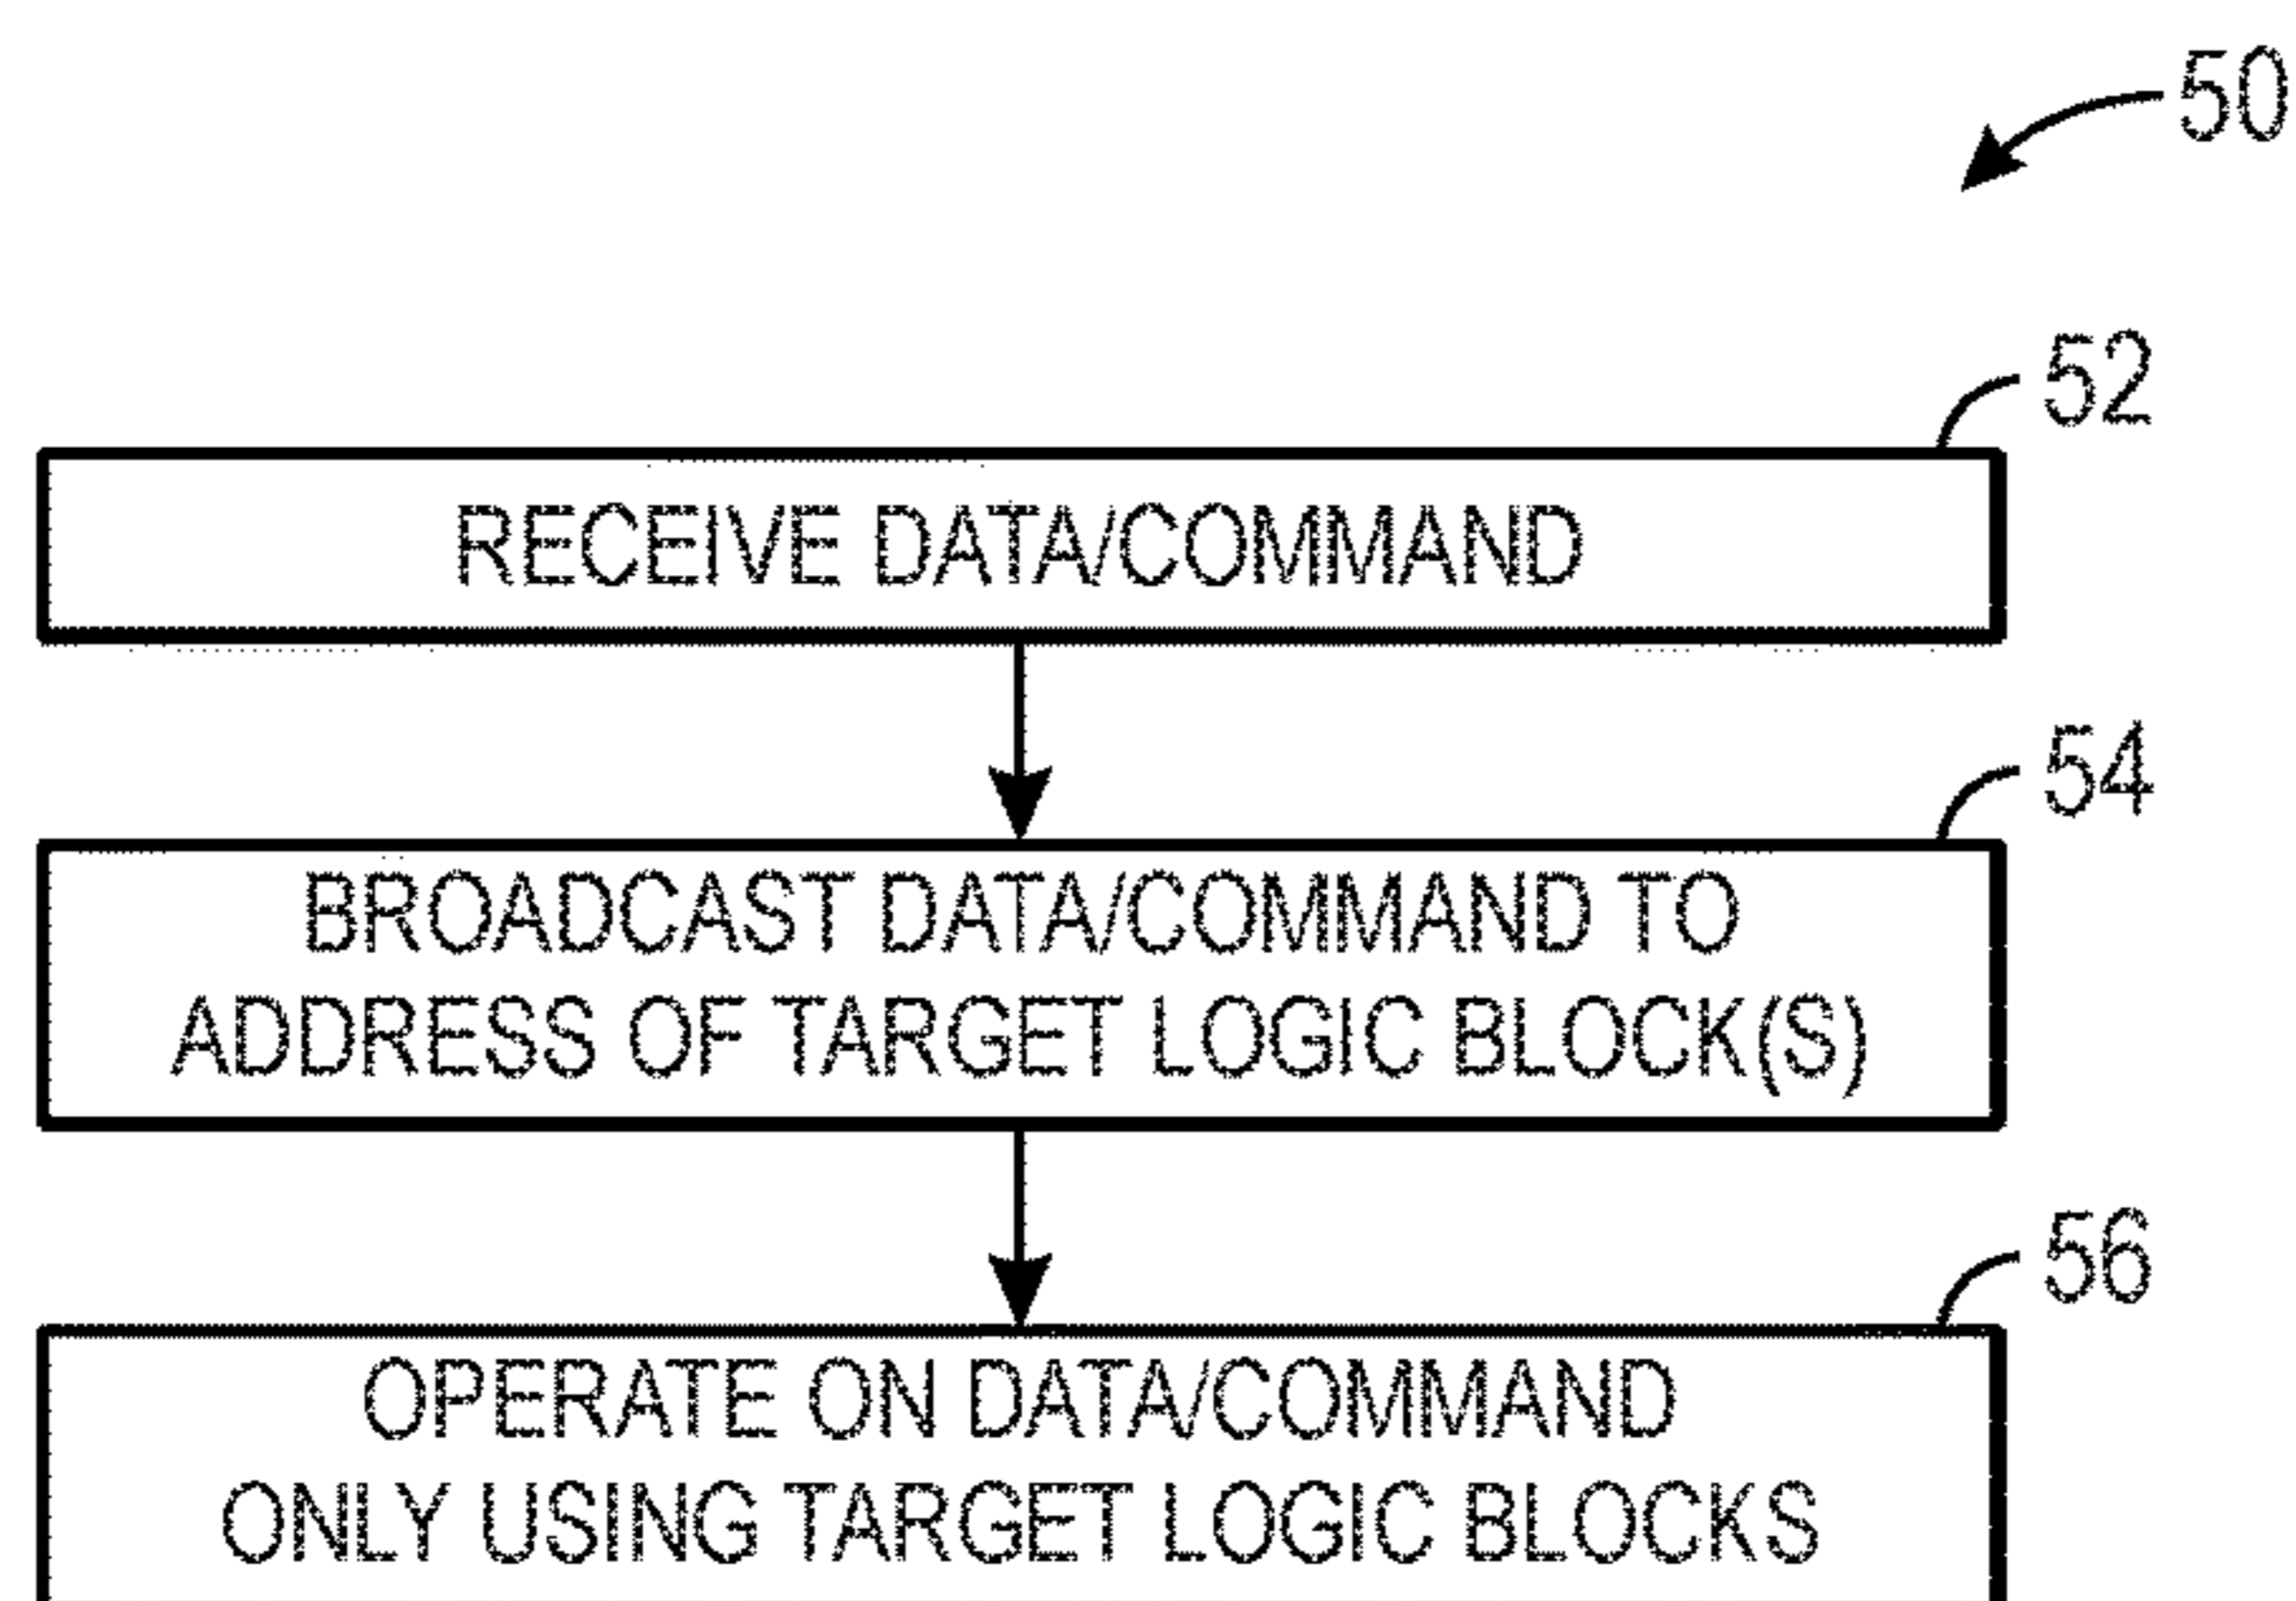 50
52
RECEIVE DATA/COMMAND
54
BROADCAST DATA/COMMAND TO
ADDRESS OF TARGET LOGIC BLOCK(S)
56
OPERATE ON DATA/COMMAND
ONLY USING TARGET LOGIC BLOCKS